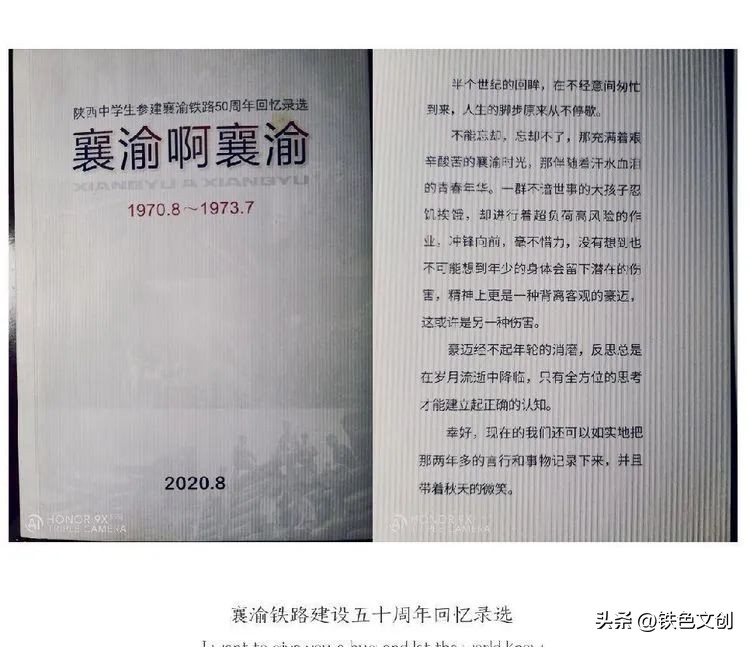 陕西中学生参建襄渝铁路50周年回忆录选
襄渝啊襄渝
XIANGYU A XIANGYU
1970.8～1973.7
2020.8
HONOR 9X
TRIPLE CAMERA
半个世纪的回眸，在不经意间匆忙
到来，人生的脚步原来从不停歇。
不能忘却，忘却不了，那充满着艰
辛酸苦的襄渝时光，那伴随着汗水血泪
的青春年华。一群不谙世事的大孩子忍
饥挨饿，却进行着超负荷高风险的作
业，冲锋向前，毫不惜力，没有想到也
不可能想到年少的身体会留下潜在的伤
害，精神上更是一种背离客观的豪迈，
这或许是另一种伤害。
豪迈经不起年轮的消磨，反思总是
在岁月流逝中降临，只有全方位的思考
才能建立起正确的认知。
幸好，现在的我们还可以如实地把
那两年多的言行和事物记录下来，并且
带着秋天的微笑。
HONOR 9X
TRIPLE CAMERA
襄渝铁路建设五十周年回忆录选
头条 @铁色文创
I want to give you a hug and let the world know